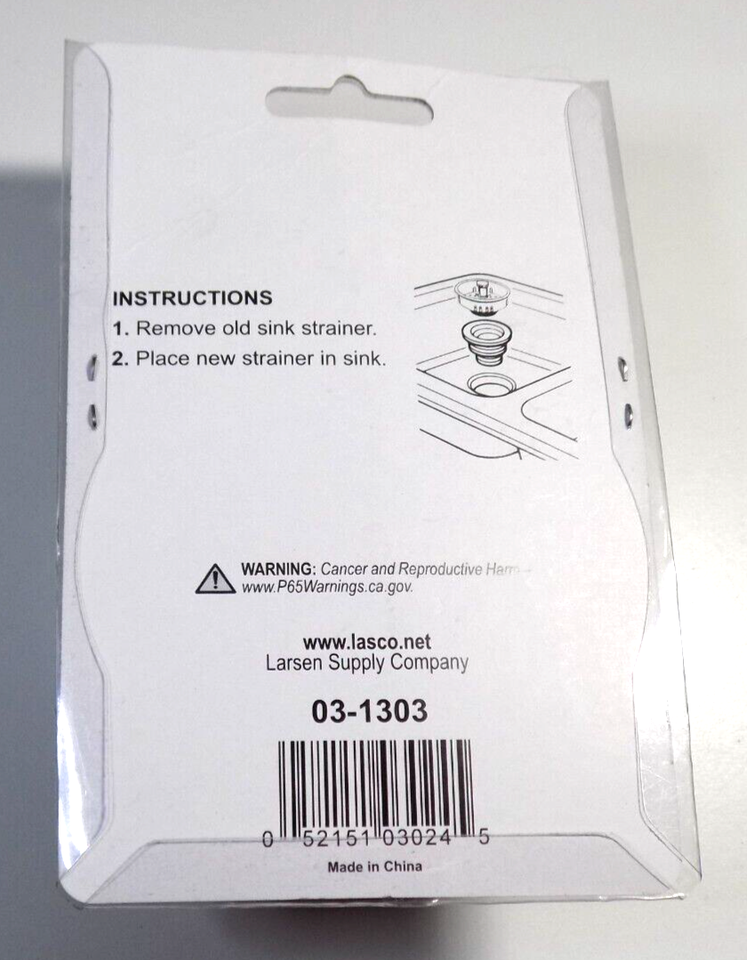 INSTRUCTIONS
1. Remove old sink strainer.
2. Place new strainer in sink.
WARNING: Cancer and Reproductive Harm
www.P65Warnings.ca.gov.
www.lasco.net
Larsen Supply Company
03-1303
0 52151 03024 5
Made in China